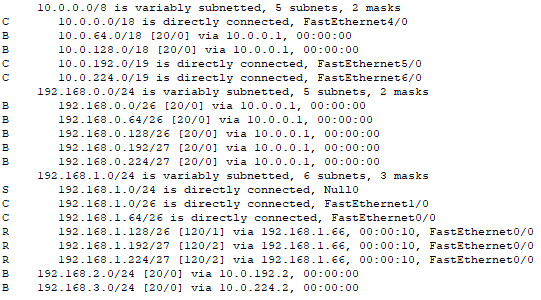 10.0.0.0/8 is variably subnetted, 5 subnets, 2 masks
C 10.0.0.0/18 is directly connected, FastEthernet4/0
B 10.0.64.0/18 [20/0] via 10.0.0.1, 00:00:00
B 10.0.128.0/18 [20/0] via 10.0.0.1, 00:00:00
C 10.0.192.0/19 is directly connected, FastEthernet5/0
C 10.0.224.0/19 is directly connected, FastEthernet6/0
192.168.0.0/24 is variably subnetted, 5 subnets, 2 masks
B 192.168.0.0/26 [20/0] via 10.0.0.1, 00:00:00
B 192.168.0.64/26 [20/0] via 10.0.0.1, 00:00:00
B 192.168.0.128/26 [20/0] via 10.0.0.1, 00:00:00
B 192.168.0.192/27 [20/0] via 10.0.0.1, 00:00:00
B 192.168.0.224/27 [20/0] via 10.0.0.1, 00:00:00
192.168.1.0/24 is variably subnetted, 6 subnets, 3 masks
S 192.168.1.0/24 is directly connected, Null0
C 192.168.1.0/26 is directly connected, FastEthernet1/0
C 192.168.1.64/26 is directly connected, FastEthernet0/0
R 192.168.1.128/26 [120/1] via 192.168.1.66, 00:00:10, FastEthernet0/0
R 192.168.1.192/27 [120/2] via 192.168.1.66, 00:00:10, FastEthernet0/0
R 192.168.1.224/27 [120/2] via 192.168.1.66, 00:00:10, FastEthernet0/0
B 192.168.2.0/24 [20/0] via 10.0.192.2, 00:00:00
B 192.168.3.0/24 [20/0] via 10.0.224.2, 00:00:00